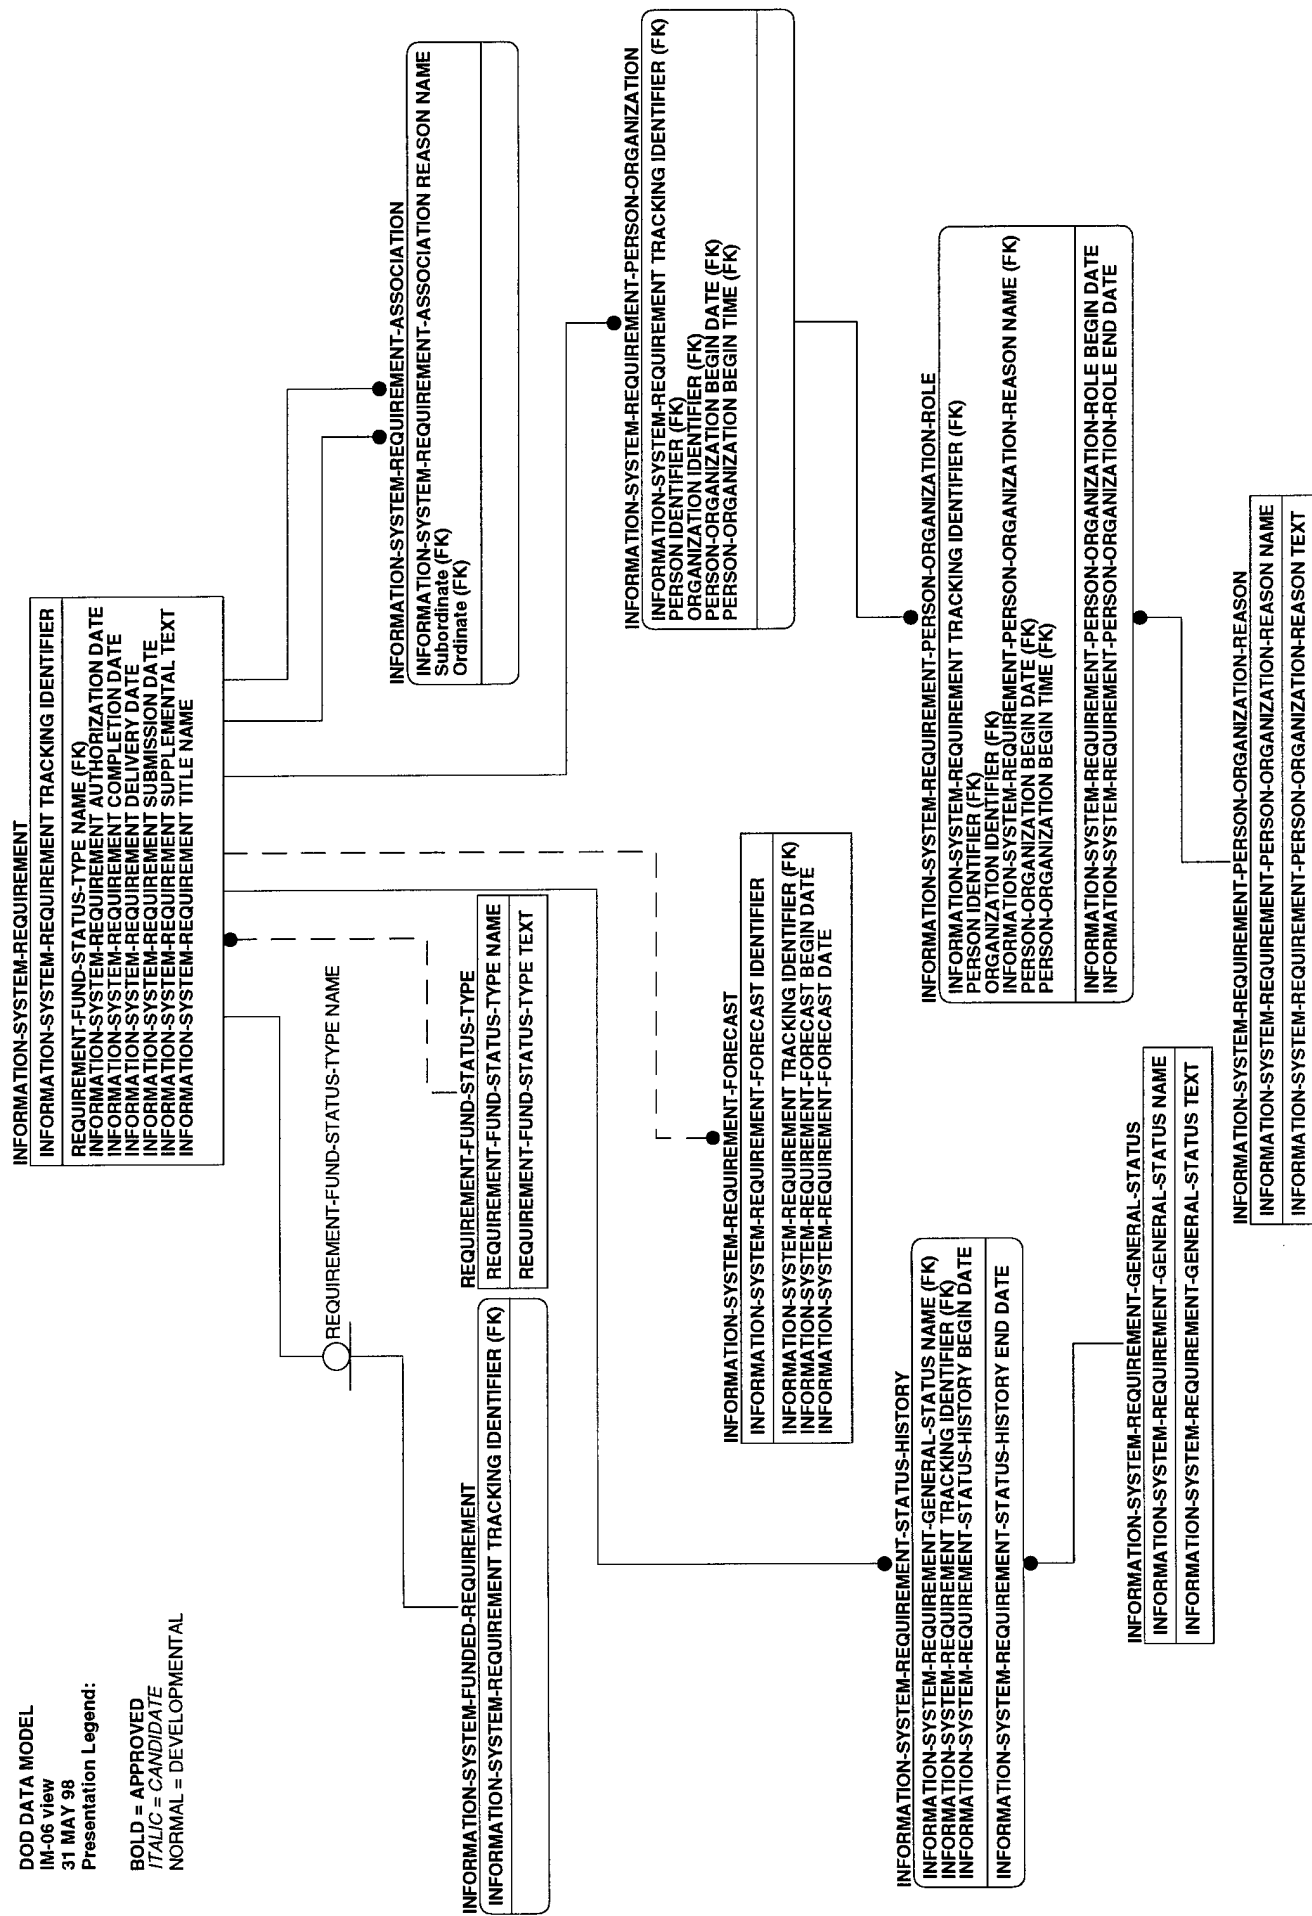 DOD DATA MODEL
IM-06 view
31 MAY 98
Presentation Legend:
BOLD = APPROVED
ITALIC = CANDIDATE
NORMAL = DEVELOPMENTAL
INFORMATION-SYSTEM-REQUIREMENT
INFORMATION-SYSTEM-REQUIREMENT TRACKING IDENTIFIER
REQUIREMENT-FUND-STATUS-TYPE NAME (FK)
INFORMATION-SYSTEM-REQUIREMENT AUTHORIZATION DATE
INFORMATION-SYSTEM-REQUIREMENT COMPLETION DATE
INFORMATION-SYSTEM-REQUIREMENT DELIVERY DATE
INFORMATION-SYSTEM-REQUIREMENT SUBMISSION DATE
INFORMATION-SYSTEM-REQUIREMENT SUPPLEMENTAL TEXT
INFORMATION-SYSTEM-REQUIREMENT TITLE NAME
REQUIREMENT-FUND-STATUS-TYPE NAME
INFORMATION-SYSTEM-FUNDED-REQUIREMENT
INFORMATION-SYSTEM-REQUIREMENT TRACKING IDENTIFIER (FK)
REQUIREMENT-FUND-STATUS-TYPE
REQUIREMENT-FUND-STATUS-TYPE NAME
REQUIREMENT-FUND-STATUS-TYPE TEXT
INFORMATION-SYSTEM-REQUIREMENT-ASSOCIATION
INFORMATION-SYSTEM-REQUIREMENT-ASSOCIATION REASON NAME
Subordinate (FK)
Ordinate (FK)
INFORMATION-SYSTEM-REQUIREMENT-PERSON-ORGANIZATION
INFORMATION-SYSTEM-REQUIREMENT TRACKING IDENTIFIER (FK)
PERSON IDENTIFIER (FK)
ORGANIZATION IDENTIFIER (FK)
PERSON-ORGANIZATION BEGIN DATE (FK)
PERSON-ORGANIZATION BEGIN TIME (FK)
INFORMATION-SYSTEM-REQUIREMENT-FORECAST
INFORMATION-SYSTEM-REQUIREMENT-FORECAST IDENTIFIER
INFORMATION-SYSTEM-REQUIREMENT TRACKING IDENTIFIER (FK)
INFORMATION-SYSTEM-REQUIREMENT-FORECAST BEGIN DATE
INFORMATION-SYSTEM-REQUIREMENT-FORECAST DATE
INFORMATION-SYSTEM-REQUIREMENT-STATUS-HISTORY
INFORMATION-SYSTEM-REQUIREMENT-GENERAL-STATUS NAME (FK)
INFORMATION-SYSTEM-REQUIREMENT TRACKING IDENTIFIER (FK)
INFORMATION-SYSTEM-REQUIREMENT-STATUS-HISTORY BEGIN DATE
INFORMATION-SYSTEM-REQUIREMENT-STATUS-HISTORY END DATE
INFORMATION-SYSTEM-REQUIREMENT-PERSON-ORGANIZATION-ROLE
INFORMATION-SYSTEM-REQUIREMENT TRACKING IDENTIFIER (FK)
PERSON IDENTIFIER (FK)
ORGANIZATION IDENTIFIER (FK)
INFORMATION-SYSTEM-REQUIREMENT-PERSON-ORGANIZATION-REASON NAME (FK)
PERSON-ORGANIZATION BEGIN DATE (FK)
PERSON-ORGANIZATION BEGIN TIME (FK)
INFORMATION-SYSTEM-REQUIREMENT-PERSON-ORGANIZATION-ROLE BEGIN DATE
INFORMATION-SYSTEM-REQUIREMENT-PERSON-ORGANIZATION-ROLE END DATE
INFORMATION-SYSTEM-REQUIREMENT-GENERAL-STATUS
INFORMATION-SYSTEM-REQUIREMENT-GENERAL-STATUS NAME
INFORMATION-SYSTEM-REQUIREMENT-GENERAL-STATUS TEXT
INFORMATION-SYSTEM-REQUIREMENT-PERSON-ORGANIZATION-REASON
INFORMATION-SYSTEM-REQUIREMENT-PERSON-ORGANIZATION-REASON NAME
INFORMATION-SYSTEM-REQUIREMENT-PERSON-ORGANIZATION-REASON TEXT